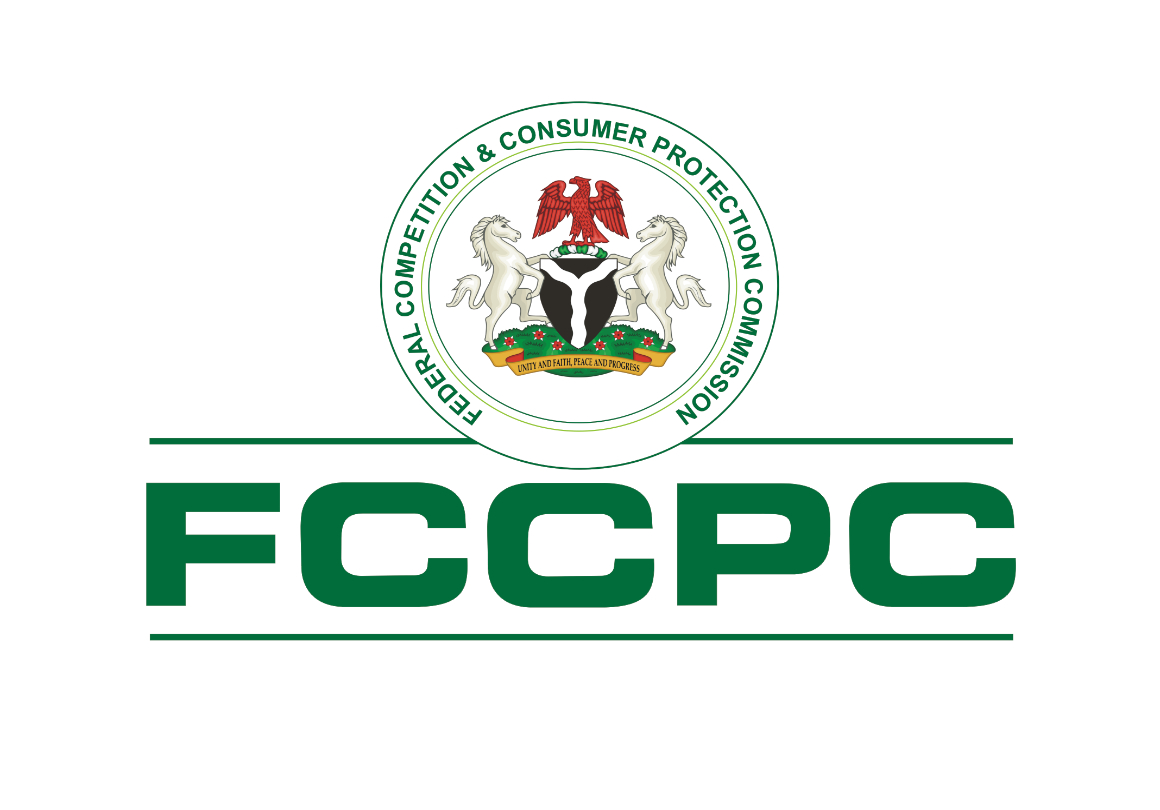 FEDERAL COMPETITION & CONSUMER PROTECTION COMMISSION
UNITY AND FAITH, PEACE AND PROGRESS
FCCPC